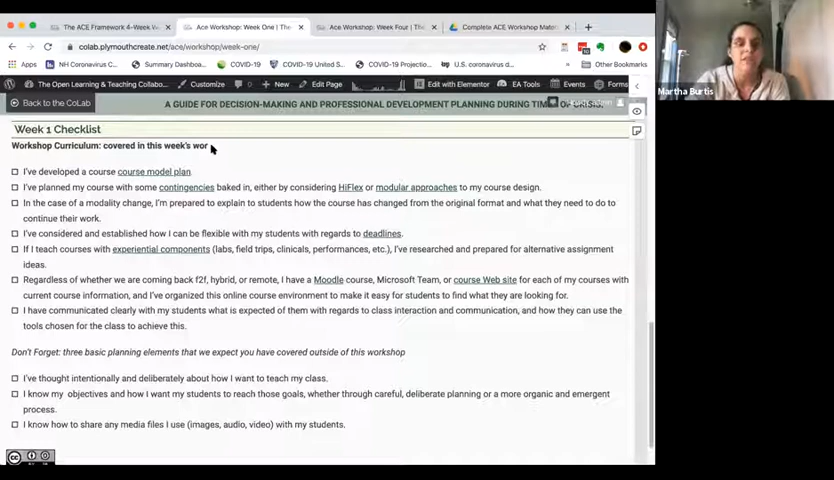 The ACE Framework 4-Week W
Ace Workshop: Week One | The
Ace Workshop: Week Four | The
Complete ACE Workshop Mater
colab.plymouthcreate.net/ace/workshop/week-one/
Apps
NH Coronavirus C...
Summary Dashboa...
COVID-19
COVID-19 United S...
COVID-19 Projectio...
U.S. coronavirus d...
Other Bookmarks
The Open Learning & Teaching Collabo...
Customize
0
New
Edit Page
Edit with Elementor
EA Tools
Events
Forms
Back to the CoLab
A GUIDE FOR DECISION-MAKING AND PROFESSIONAL DEVELOPMENT PLANNING DURING TIMES OF CRISIS
Martha Burtis
Week 1 Checklist
Workshop Curriculum: covered in this week's wor
I've developed a course course model plan.
I've planned my course with some contingencies baked in, either by considering HiFlex or modular approaches to my course design.
In the case of a modality change, I'm prepared to explain to students how the course has changed from the original format and what they need to do to
continue their work.
I've considered and established how I can be flexible with my students with regards to deadlines.
If I teach courses with experiential components (labs, field trips, clinicals, performances, etc.), I've researched and prepared for alternative assignment
ideas.
Regardless of whether we are coming back f2f, hybrid, or remote, I have a Moodle course, Microsoft Team, or course Web site for each of my courses with
current course information, and I've organized this online course environment to make it easy for students to find what they are looking for.
I have communicated clearly with my students what is expected of them with regards to class interaction and communication, and how they can use the
tools chosen for the class to achieve this.
Don't Forget: three basic planning elements that we expect you have covered outside of this workshop
I've thought intentionally and deliberately about how I want to teach my class.
I know my objectives and how I want my students to reach those goals, whether through careful, deliberate planning or a more organic and emergent
process.
I know how to share any media files I use (images, audio, video) with my students.